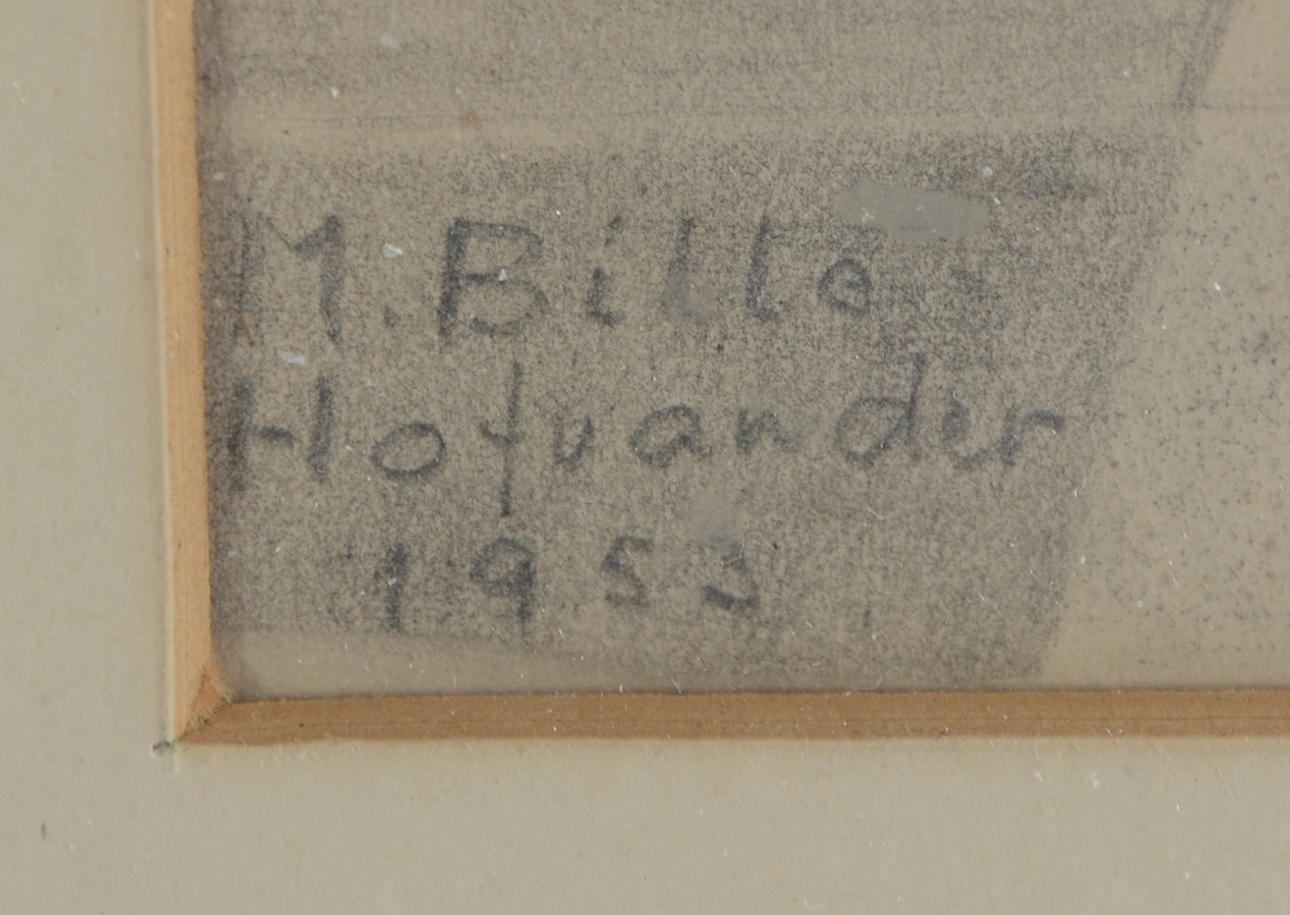 M. Bille-
Hofvander
1953